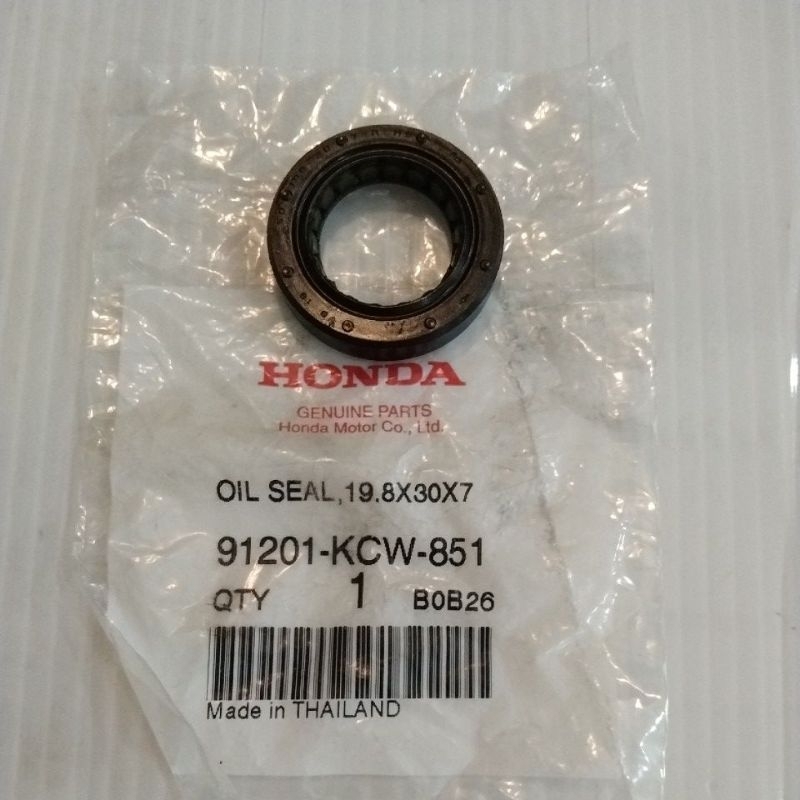 HONDA
GENUINE PARTS
Honda Motor Co., Ltd.
OIL SEAL,19.8X30X7
91201-KCW-851
QTY 1 B0B26
Made in THAILAND